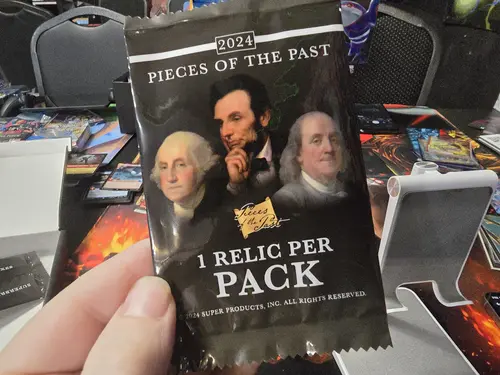 2024
PIECES OF THE PAST
Pieces
of the Past
1 RELIC PER
PACK
2024 SUPER PRODUCTS, INC. ALL RIGHTS RESERVED.